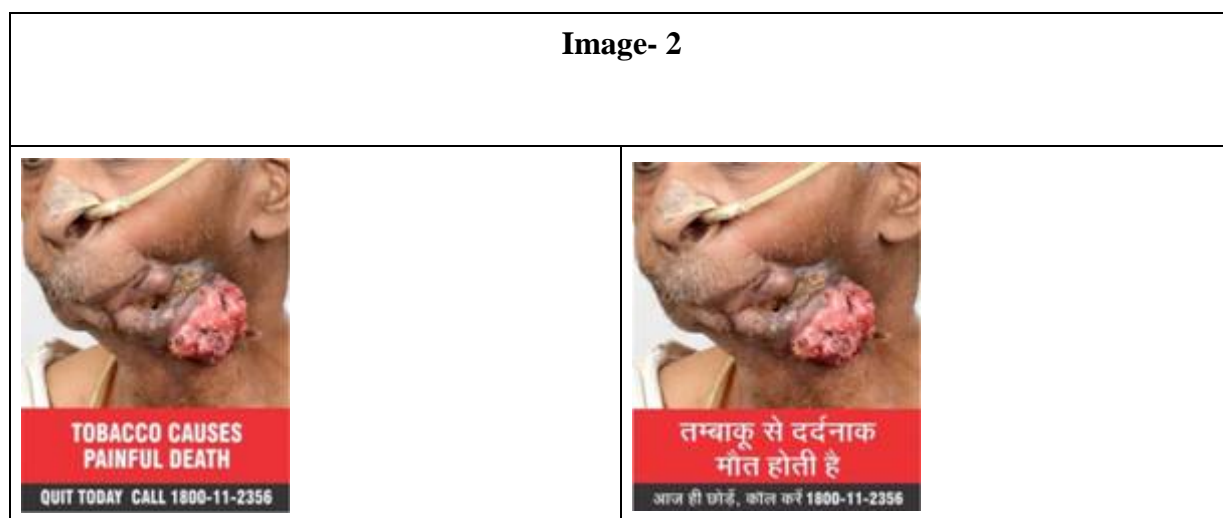 Image- 2
TOBACCO CAUSES
PAINFUL DEATH
QUIT TODAY CALL 1800-11-2356
तम्बाकू से दर्दनाक
मौत होती है
आज ही छोड़ें, कॉल करें 1800-11-2356